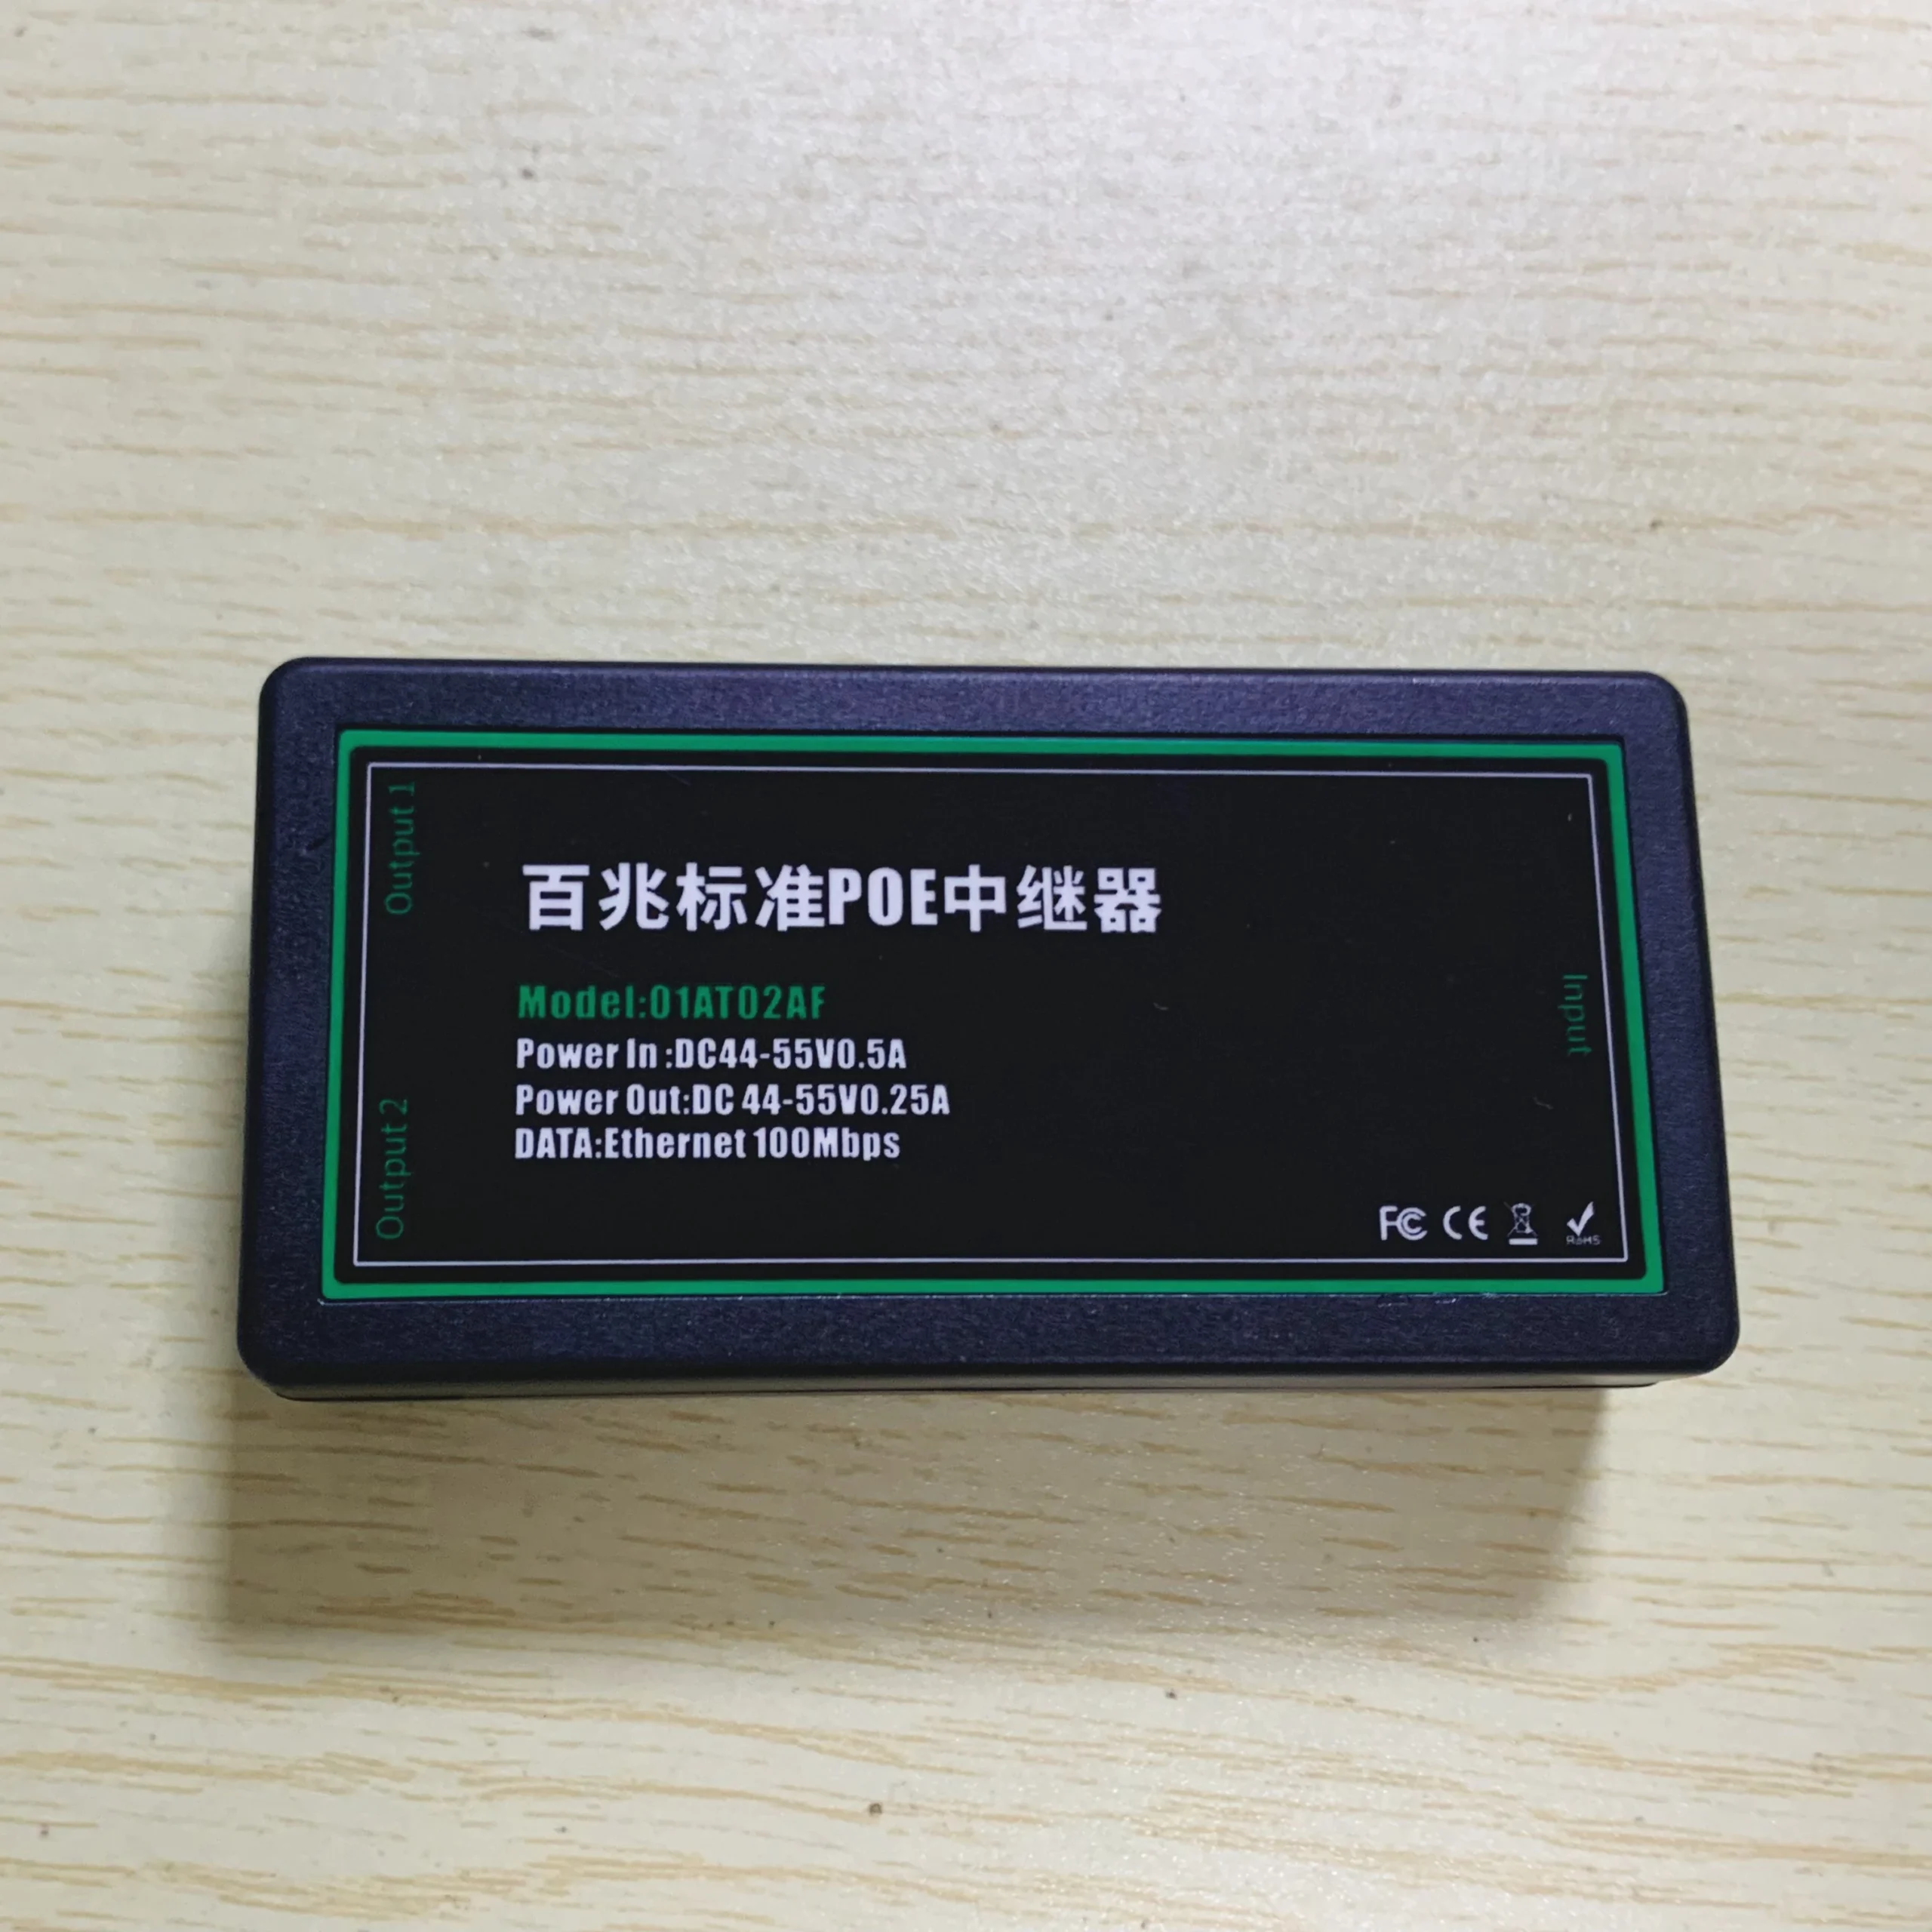 Output 1
Output 2
百兆标准POE中继器
Model:01AT02AF
Power In :DC44-55V0.5A
Power Out:DC 44-55V0.25A
DATA:Ethernet 100Mbps
Input
FC CE RoHS